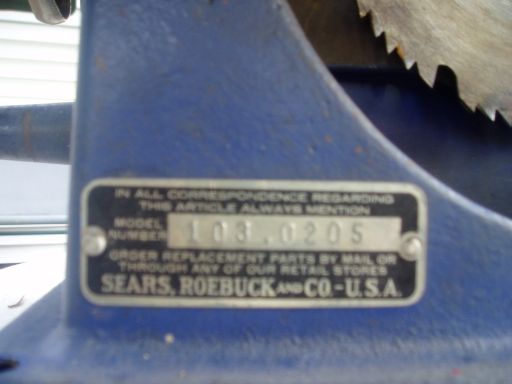 IN ALL CORRESPONDENCE REGARDING
THIS ARTICLE ALWAYS MENTION
MODEL NUMBER 103.0205
ORDER REPLACEMENT PARTS BY MAIL OR
THROUGH ANY OF OUR RETAIL STORES
SEARS, ROEBUCK AND CO.-U.S.A.